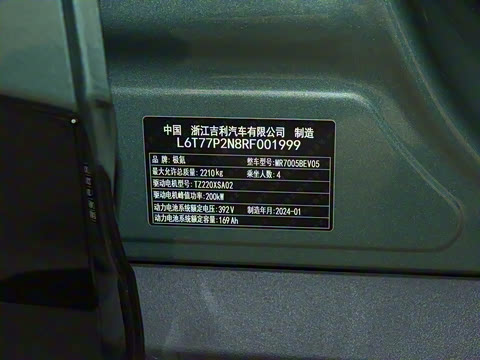 中国 浙江吉利汽车有限公司 制造
L6T77P2N8RF001999
品牌:极氪 整车型号:MR7005BEV05
最大允许总质量:2210kg 乘坐人数:4
驱动电机型号:TZ220XSA02
驱动电机峰值功率:200kW
动力电池系统额定电压:392V 制造年月:2024-01
动力电池系统额定容量:169Ah